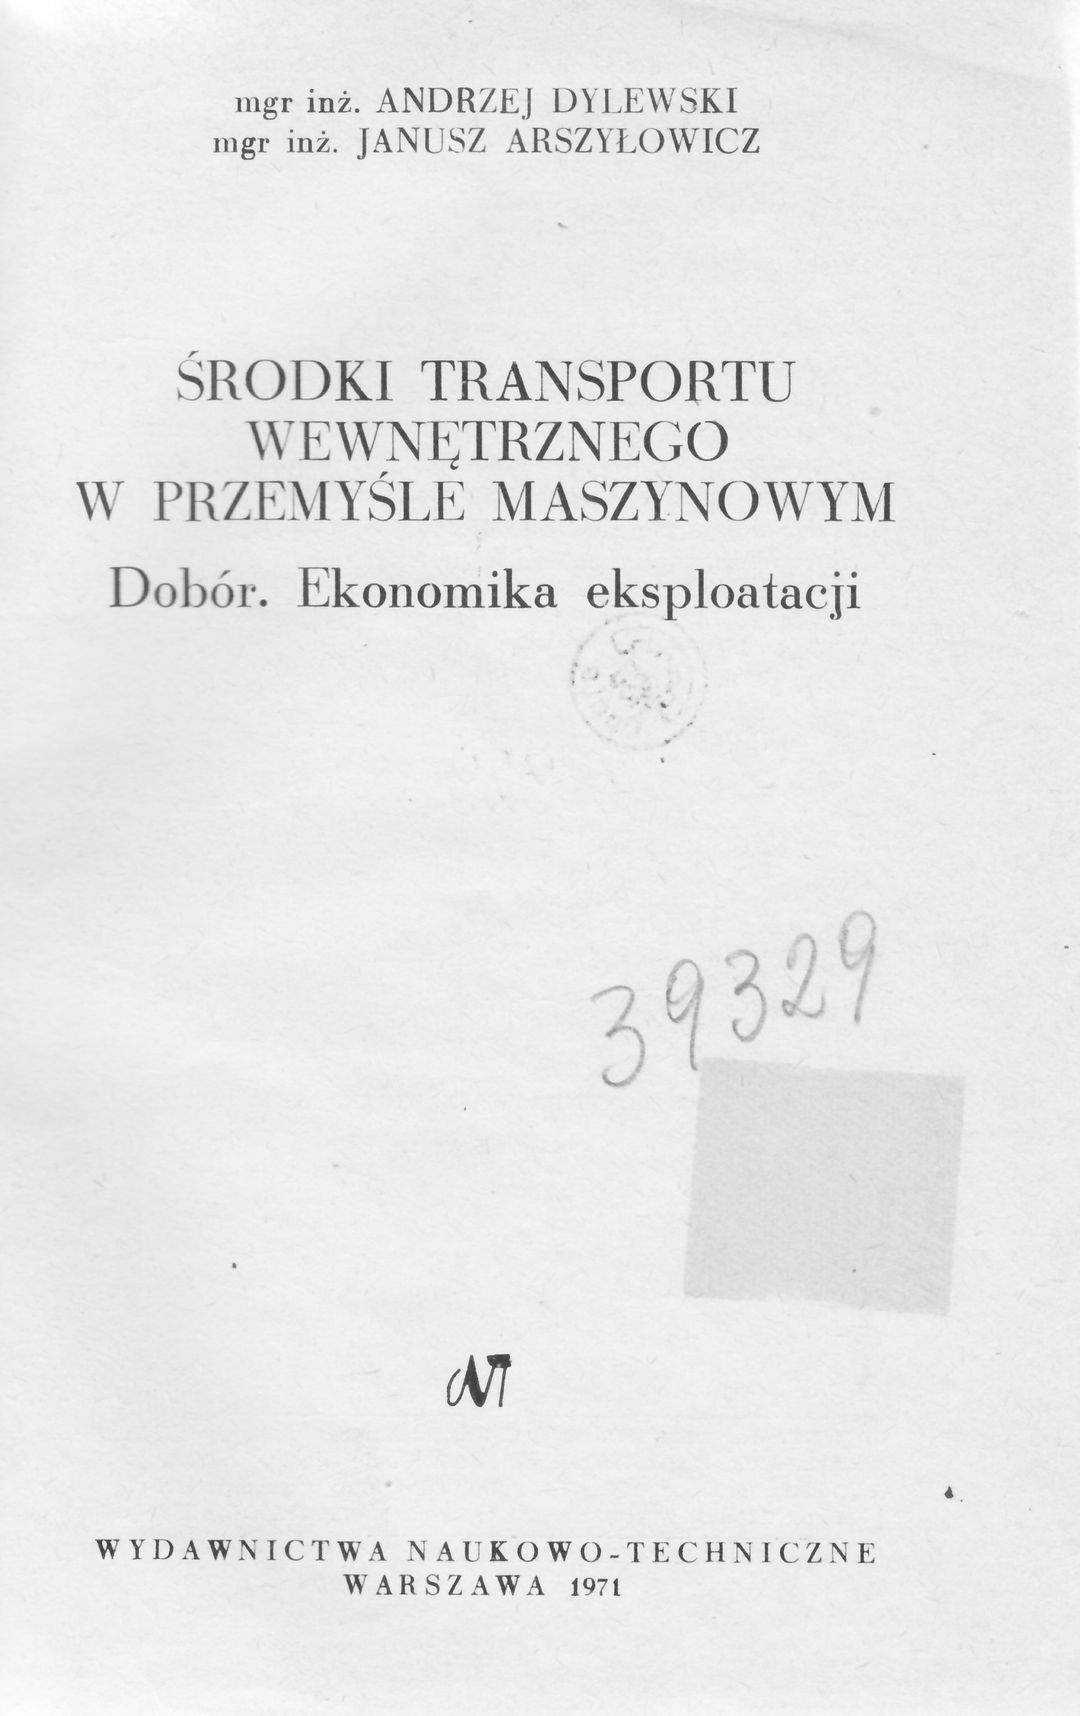 mgr inż. ANDRZEJ DYLEWSKI
mgr inż. JANUSZ ARSZYŁOWICZ
ŚRODKI TRANSPORTU
WEWNĘTRZNEGO
W PRZEMYŚLE MASZYNOWYM
Dobór. Ekonomika eksploatacji
39329
WYDAWNICTWA NAUKOWO-TECHNICZNE
WARSZAWA 1971